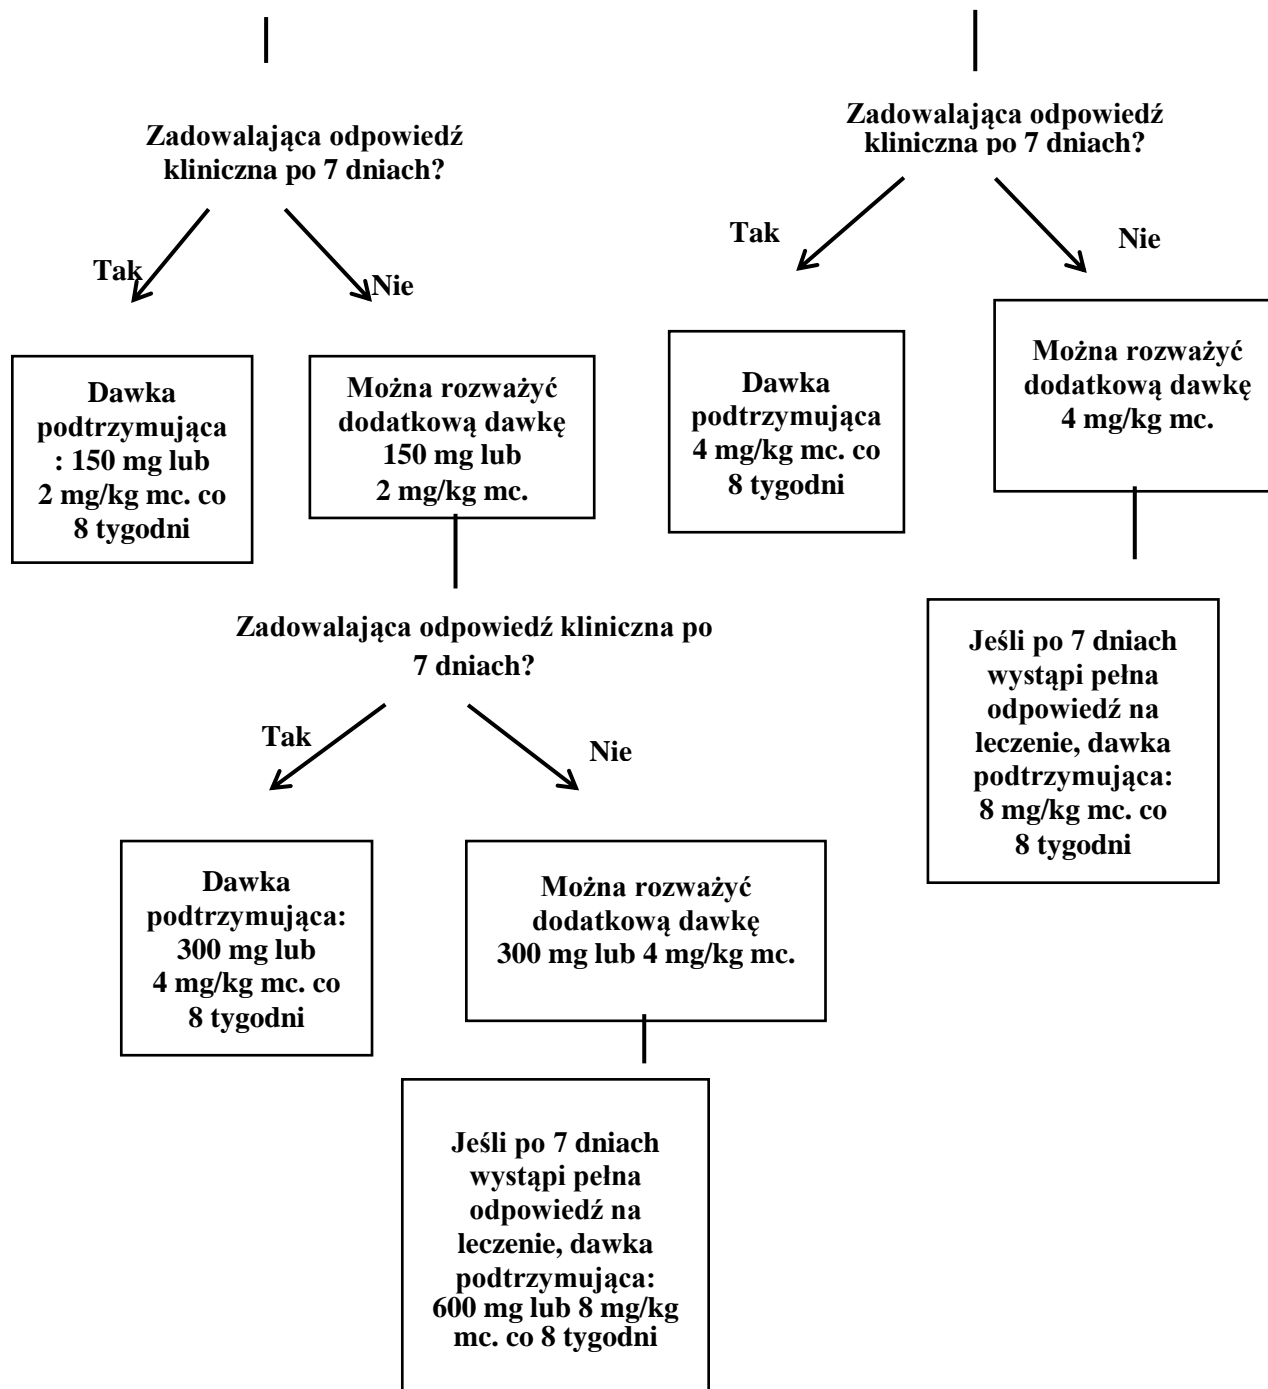 Zadowalająca odpowiedź
kliniczna po 7 dniach?
Tak
Nie
Dawka
podtrzymująca
: 150 mg lub
2 mg/kg mc. co
8 tygodni
Można rozważyć
dodatkową dawkę
150 mg lub
2 mg/kg mc.
Zadowalająca odpowiedź kliniczna po
7 dniach?
Tak
Nie
Dawka
podtrzymująca:
300 mg lub
4 mg/kg mc. co
8 tygodni
Można rozważyć
dodatkową dawkę
300 mg lub 4 mg/kg mc.
Jeśli po 7 dniach
wystąpi pełna
odpowiedź na
leczenie, dawka
podtrzymująca:
600 mg lub 8 mg/kg
mc. co 8 tygodni
Zadowalająca odpowiedź
kliniczna po 7 dniach?
Tak
Nie
Dawka
podtrzymująca
4 mg/kg mc. co
8 tygodni
Można rozważyć
dodatkową dawkę
4 mg/kg mc.
Jeśli po 7 dniach
wystąpi pełna
odpowiedź na
leczenie, dawka
podtrzymująca:
8 mg/kg mc. co
8 tygodni